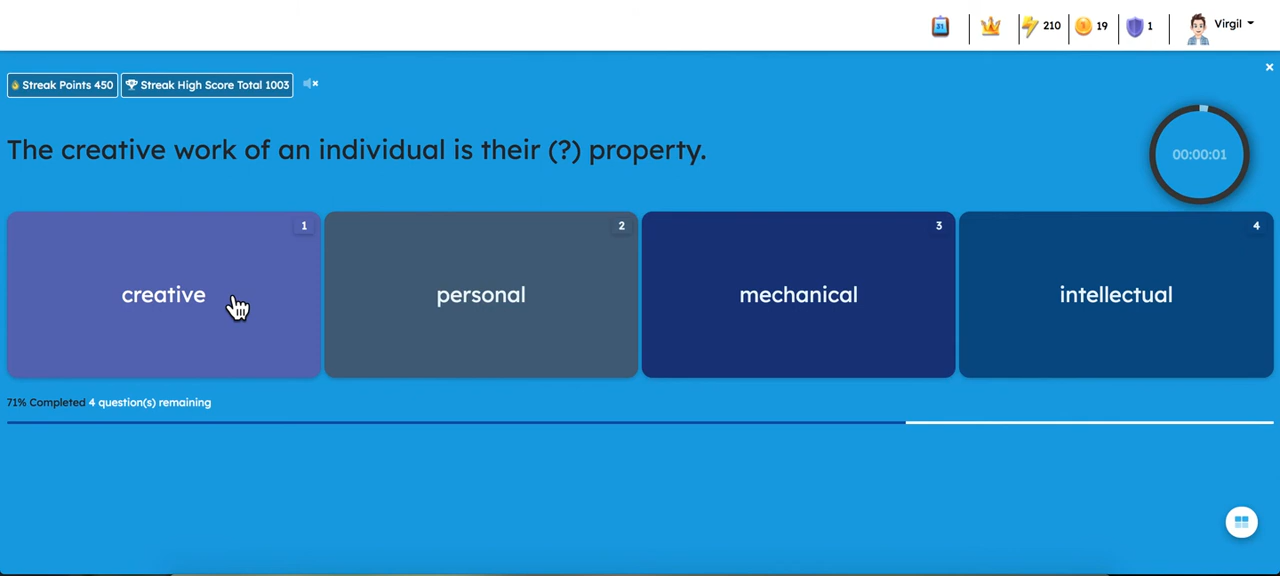 210 19 1 Virgil
Streak Points 450 Streak High Score Total 1003
The creative work of an individual is their (?) property.
00:00:01
1 2 3 4
creative personal mechanical intellectual
71% Completed 4 question(s) remaining